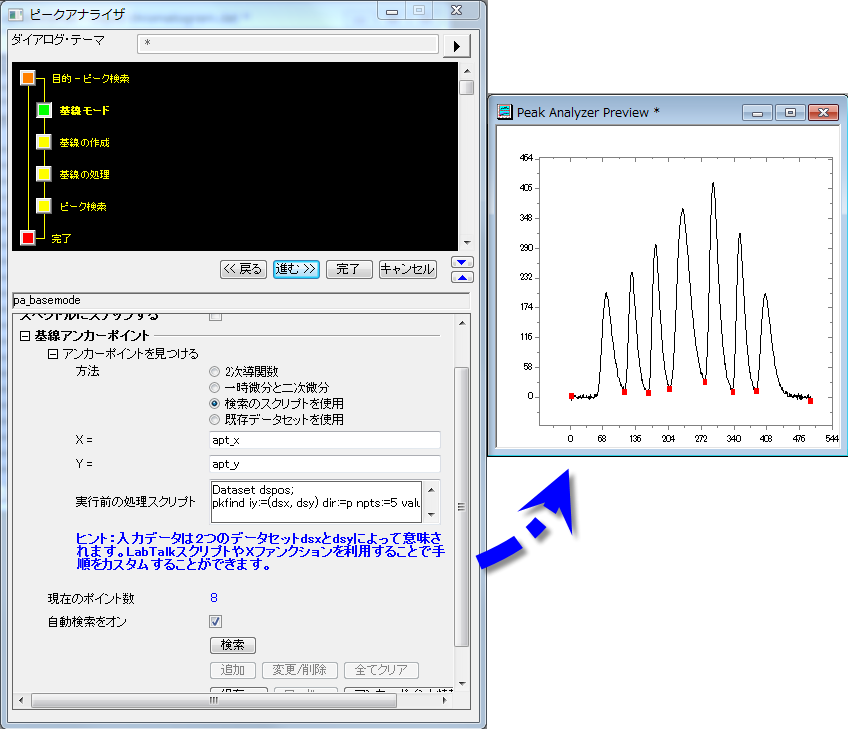 ピークアナライザ
ダイアログ・テーマ
*
目的 - ピーク検索
基線モード
基線の作成
基線の処理
ピーク検索
完了
<< 戻る
進む >>
完了
キャンセル
pa_basemode
スペクトルにスナップする
基線アンカーポイント
アンカーポイントを見つける
方法
2次導関数
一時微分と二次微分
検索のスクリプトを使用
既存データセットを使用
X =
apt_x
Y =
apt_y
実行前の処理スクリプト
Dataset dspos;
pkfind iy:=(dsx, dsy) dir:=p npts:=5 valu
ヒント：入力データは2つのデータセットdsxとdsyによって意味さ
れます。LabTalkスクリプトやXファンクションを利用することで手
順をカスタムすることができます。
現在のポイント数
8
自動検索をオン
検索
追加
変更/削除
全てクリア
Peak Analyzer Preview *
464
406
348
290
232
174
116
58
0
0
68
136
204
272
340
408
476
544